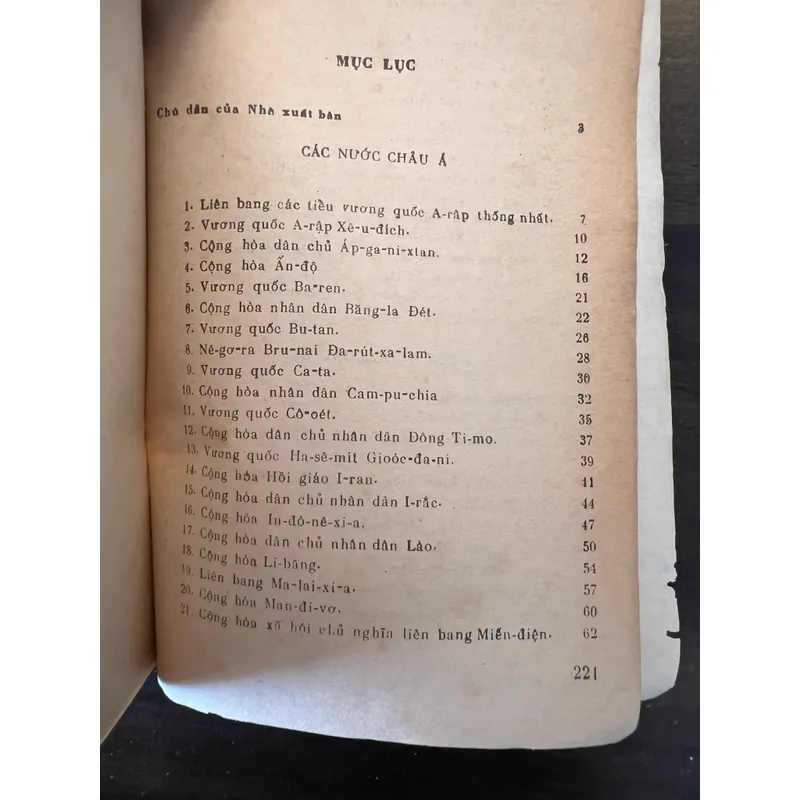 MỤC LỤC
Chú dẫn của Nhà xuất bản 3
CÁC NƯỚC CHÂU Á
1. Liên bang các tiểu vương quốc A-rập thống nhất. 7
2. Vương quốc A-rập Xê-u-đích. 10
3. Cộng hòa dân chủ Áp-ga-ni-xtan. 12
4. Cộng hòa Ấn-độ 16
5. Vương quốc Ba-ren. 21
6. Cộng hòa nhân dân Băng-la Đét. 22
7. Vương quốc Bu-tan. 26
8. Nê-gơ-ra Bru-nai Đa-rút-xa-lam. 28
9. Vương quốc Ca-ta. 30
10. Cộng hòa nhân dân Cam-pu-chia 32
11. Vương quốc Cô-oét. 35
12. Cộng hòa dân chủ nhân dân Đông Ti-mo. 37
13. Vương quốc Ha-sê-mít Gioóc-đa-ni. 39
14. Cộng hòa Hồi giáo I-ran. 41
15. Cộng hòa dân chủ nhân dân I-rắc. 44
16. Cộng hòa In-đô-nê-xi-a. 47
17. Cộng hòa dân chủ nhân dân Lào. 50
18. Cộng hòa Li-băng. 54
19. Liên bang Ma-lai-xi-a. 57
20. Cộng hòa Man-đi-vơ. 60
21. Cộng hòa xã hội chủ nghĩa liên bang Miến-điện. 62
221